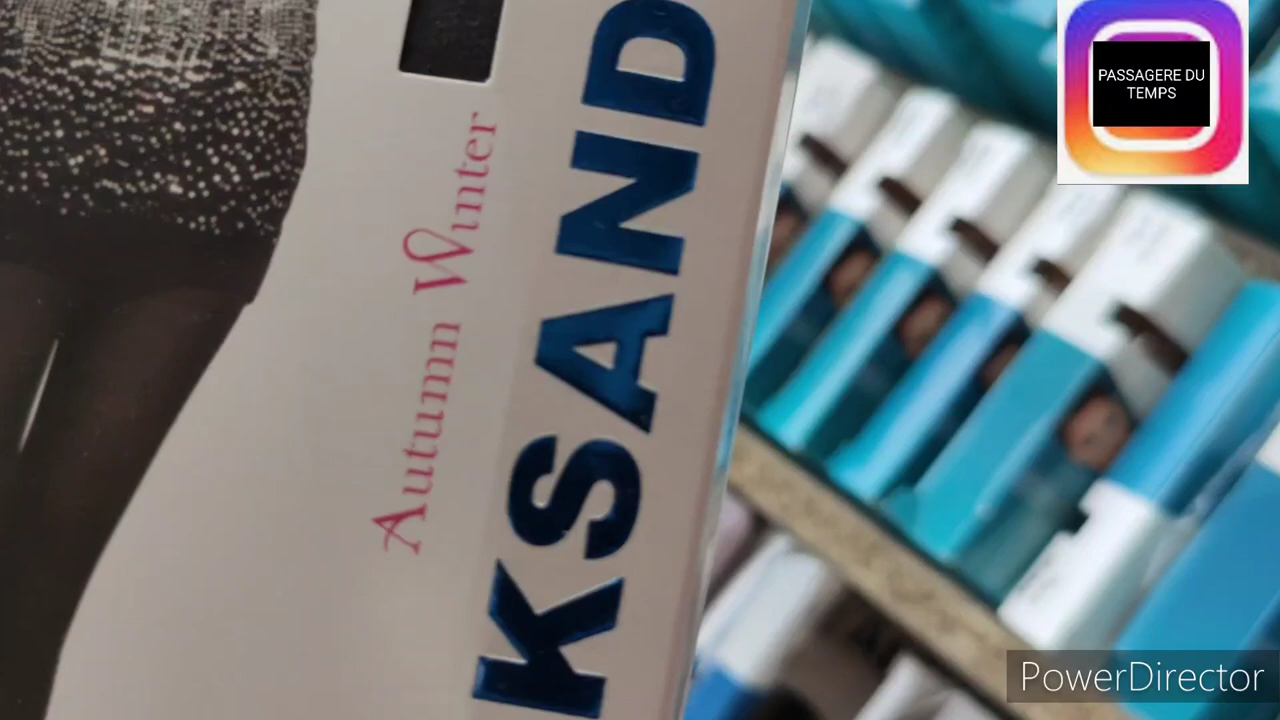 PASSAGERE DU
TEMPS
Autumn Winter
KSAND
PowerDirector